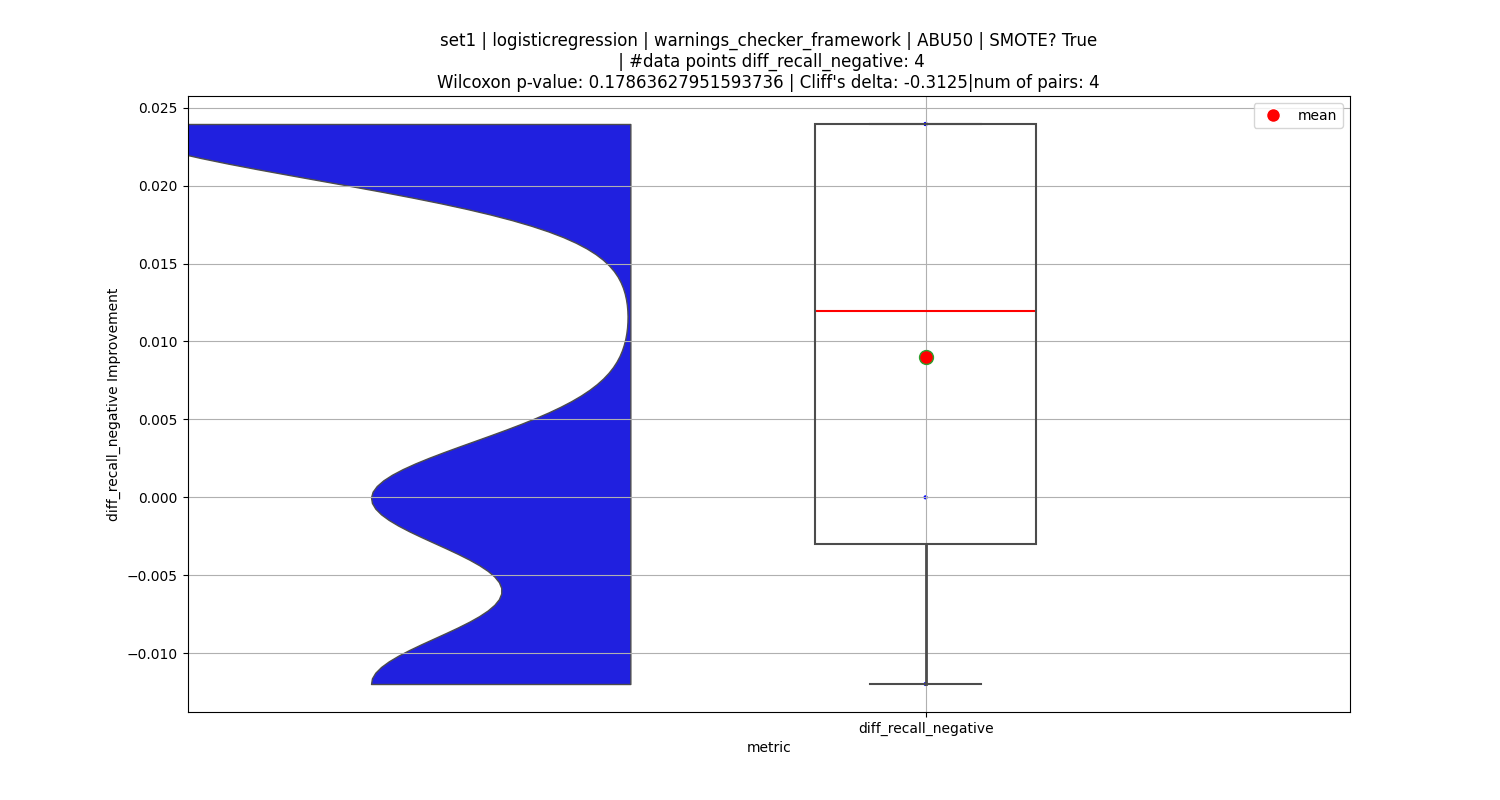 set1 | logisticregression | warnings_checker_framework | ABU50 | SMOTE? True
| #data points diff_recall_negative: 4
Wilcoxon p-value: 0.17863627951593736 | Cliff's delta: -0.3125|num of pairs: 4
mean
0.025
0.020
0.015
0.010
0.005
0.000
−0.005
−0.010
diff_recall_negative Improvement
diff_recall_negative
metric